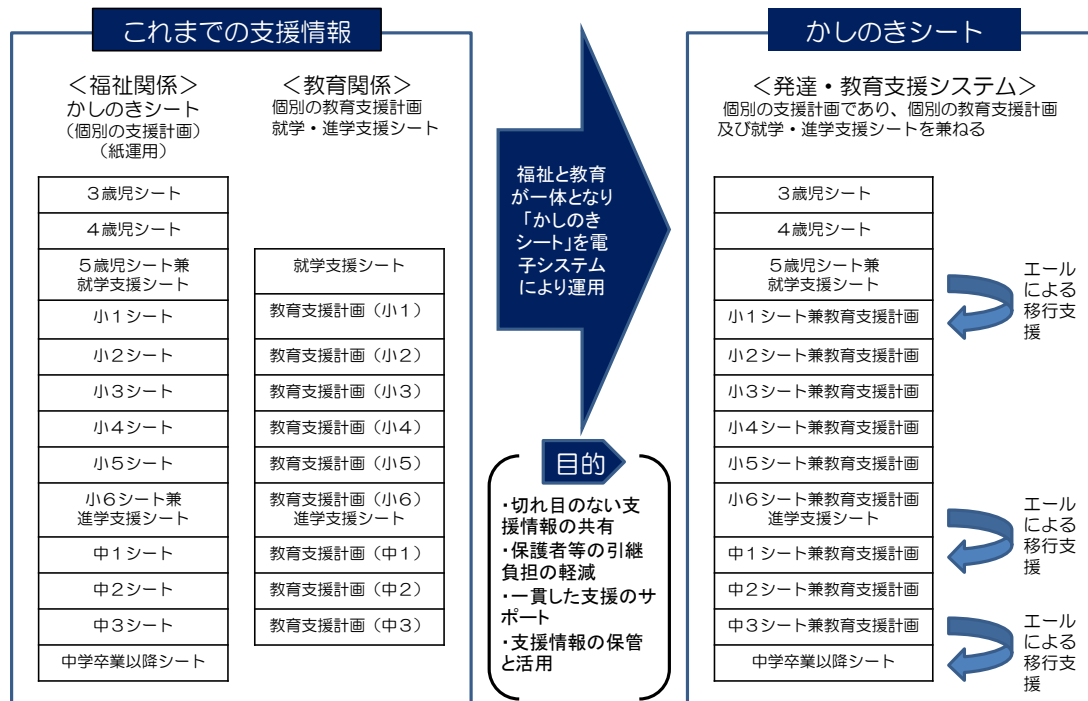 これまでの支援情報
＜福祉関係＞
かしのきシート
（個別の支援計画）
（紙運用）
３歳児シート
４歳児シート
５歳児シート兼
就学支援シート
小１シート
小２シート
小３シート
小４シート
小５シート
小６シート兼
進学支援シート
中１シート
中２シート
中３シート
中学卒業以降シート
＜教育関係＞
個別の教育支援計画
就学・進学支援シート
就学支援シート
教育支援計画（小１）
教育支援計画（小２）
教育支援計画（小３）
教育支援計画（小４）
教育支援計画（小５）
教育支援計画（小６）
進学支援シート
教育支援計画（中１）
教育支援計画（中２）
教育支援計画（中３）
福祉と教育
が一体となり
「かしのき
シート」を電
子システム
により運用
目的
・切れ目のない支
援情報の共有
・保護者等の引継
負担の軽減
・一貫した支援のサ
ポート
・支援情報の保管
と活用
かしのきシート
＜発達・教育支援システム＞
個別の支援計画であり、個別の教育支援計画
及び就学・進学支援シートを兼ねる
３歳児シート
４歳児シート
５歳児シート兼
就学支援シート
小１シート兼教育支援計画
小２シート兼教育支援計画
小３シート兼教育支援計画
小４シート兼教育支援計画
小５シート兼教育支援計画
小６シート兼教育支援計画
進学支援シート
中１シート兼教育支援計画
中２シート兼教育支援計画
中３シート兼教育支援計画
中学卒業以降シート
エール
による
移行支
援
エール
による
移行支
援
エール
による
移行支
援